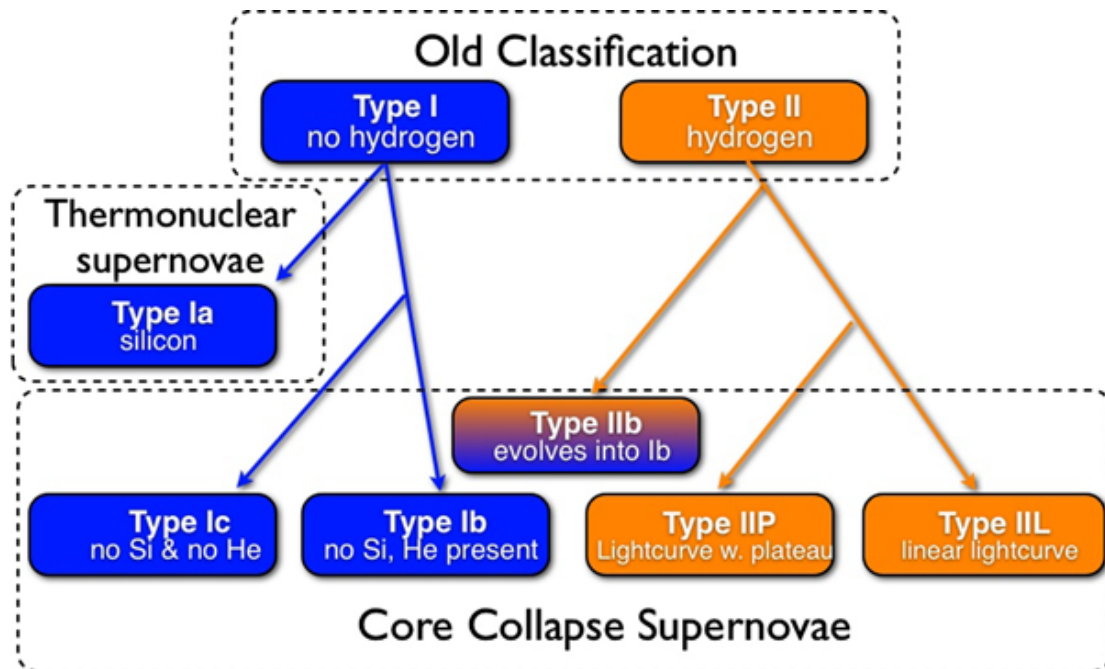 Old Classification
Type I
no hydrogen
Type II
hydrogen
Thermonuclear
supernovae
Type Ia
silicon
Type IIb
evolves into Ib
Type Ic
no Si & no He
Type Ib
no Si, He present
Type IIP
Lightcurve w. plateau
Type IIL
linear lightcurve
Core Collapse Supernovae